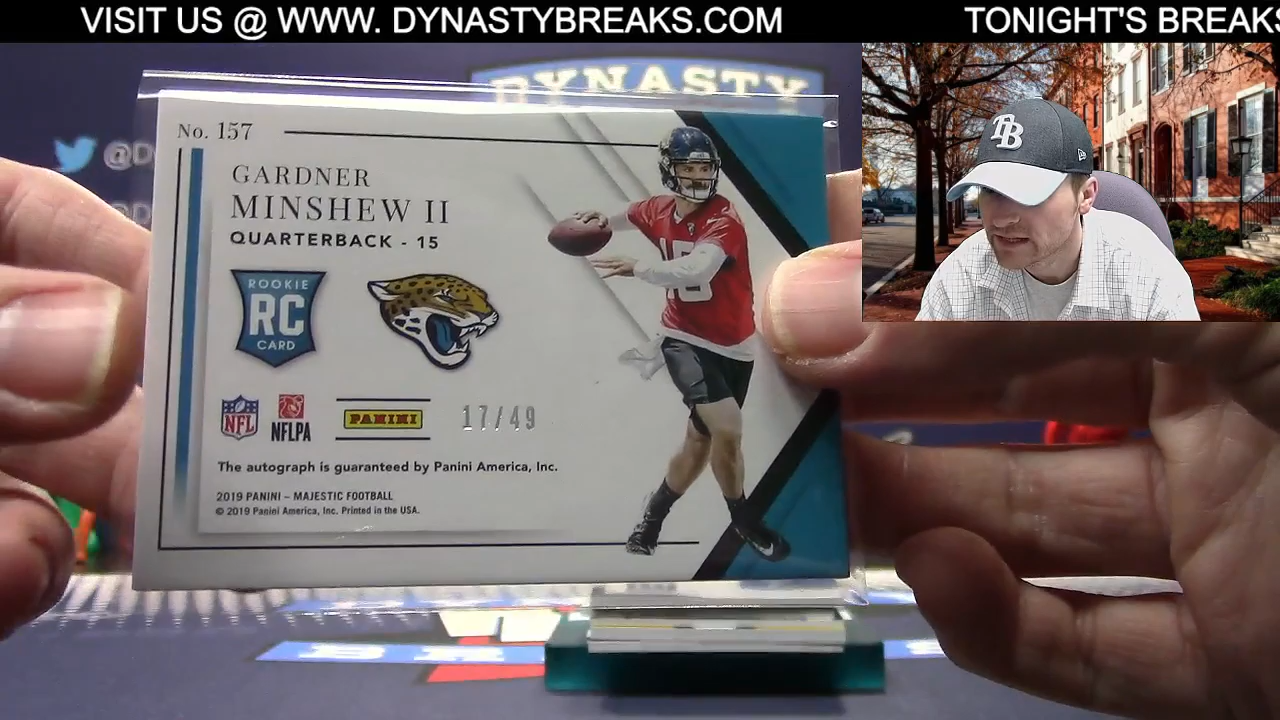 VISIT US @ WWW. DYNASTYBREAKS.COM
TONIGHT'S BREAKS
DYNASTY
No. 157
GARDNER
MINSHEW II
QUARTERBACK - 15
ROOKIE
RC
CARD
NFL
NFLPA
PANINI
17/49
The autograph is guaranteed by Panini America, Inc.
2019 PANINI – MAJESTIC FOOTBALL
© 2019 Panini America, Inc. Printed in the USA.
15
TB